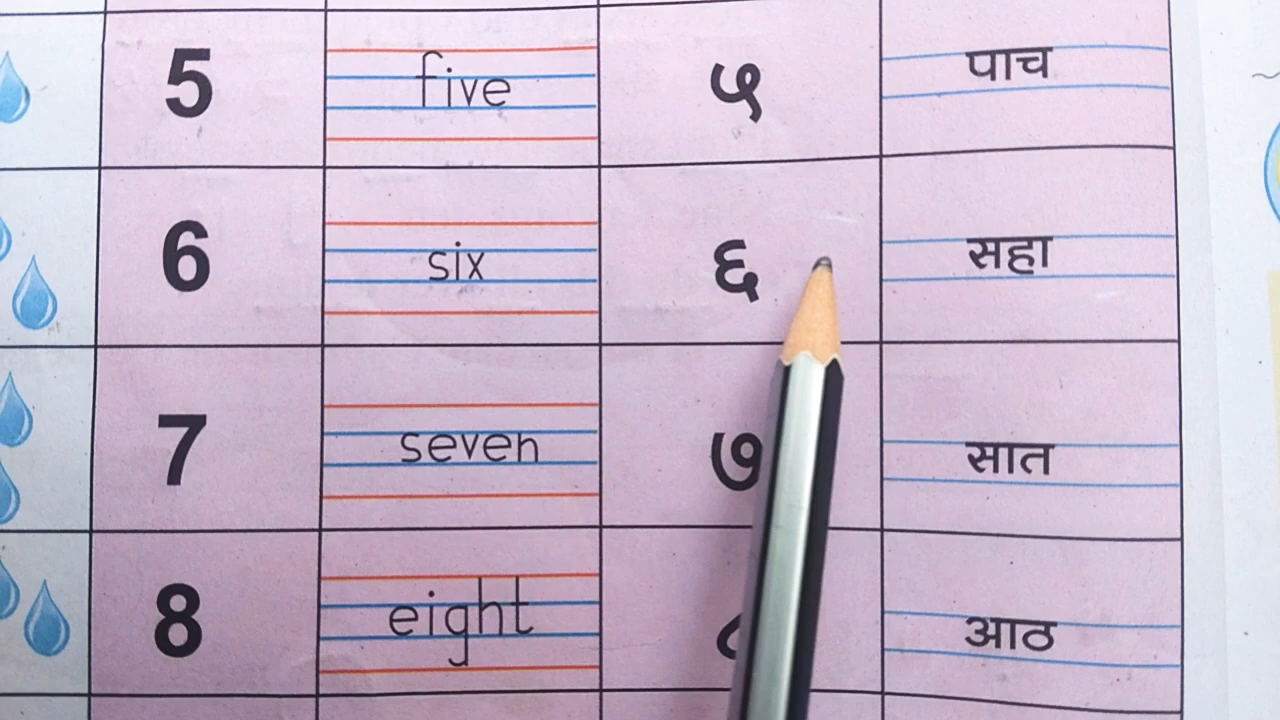 5 five ५ पाच
6 six ६ सहा
7 seven ७ सात
8 eight आठ